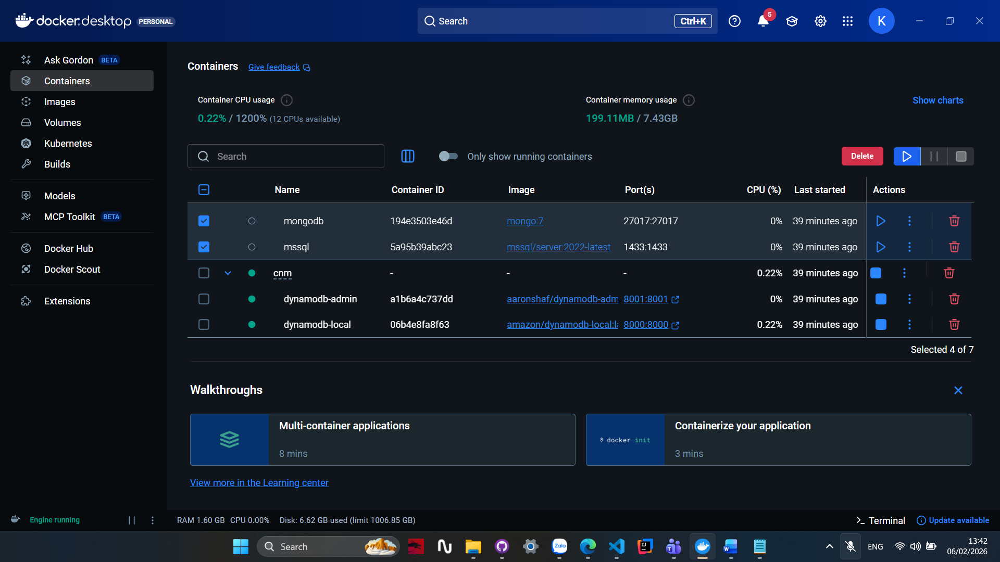 docker.desktop PERSONAL
Search Ctrl+K
5
K
Ask Gordon BETA
Containers
Images
Volumes
Kubernetes
Builds
Models
MCP Toolkit BETA
Docker Hub
Docker Scout
Extensions
Containers Give feedback
Container CPU usage
0.22% / 1200% (12 CPUs available)
Container memory usage
199.11MB / 7.43GB
Show charts
Search
Only show running containers
Delete
Name Container ID Image Port(s) CPU (%) Last started Actions
mongodb 194e3503e46d mongo:7 27017:27017 0% 39 minutes ago
mssql 5a95b39abc23 mssql/server:2022-latest 1433:1433 0% 39 minutes ago
cnm - - - 0.22% 39 minutes ago
dynamodb-admin a1b6a4c737dd aaronshaf/dynamodb-adm 8001:8001 0% 39 minutes ago
dynamodb-local 06b4e8fa8f63 amazon/dynamodb-local:la 8000:8000 0.22% 39 minutes ago
Selected 4 of 7
Walkthroughs
Multi-container applications
8 mins
$ docker init
Containerize your application
3 mins
View more in the Learning center
Engine running
RAM 1.60 GB CPU 0.00% Disk: 6.62 GB used (limit 1006.85 GB)
Terminal
Update available
Search
Zalo
IJ
T
W
ENG
13:42
06/02/2026